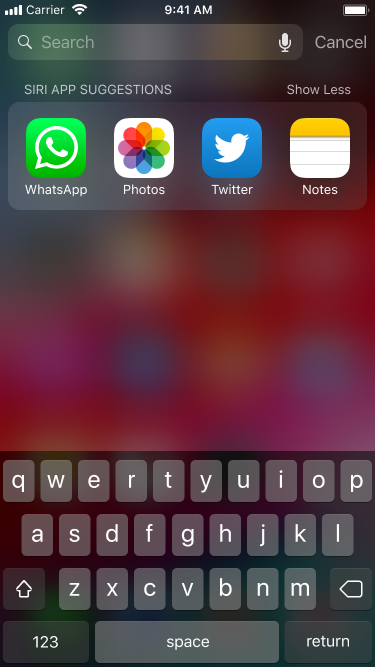 Carrier 9:41 AM
Search Cancel
SIRI APP SUGGESTIONS Show Less
WhatsApp Photos Twitter Notes
q w e r t y u i o p
a s d f g h j k l
z x c v b n m
123 space return